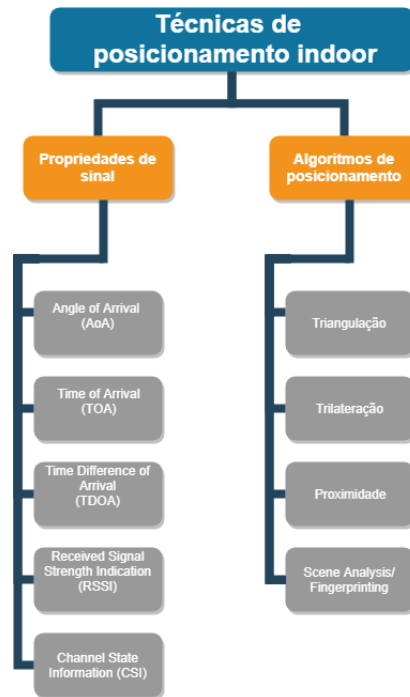 Técnicas de
posicionamento indoor
Propriedades de
sinal
Algoritmos de
posicionamento
Angle of Arrival
(AoA)
Time of Arrival
(TOA)
Time Difference of
Arrival
(TDOA)
Received Signal
Strength Indication
(RSSI)
Channel State
Information (CSI)
Triangulação
Trilateração
Proximidade
Scene Analysis/
Fingerprinting